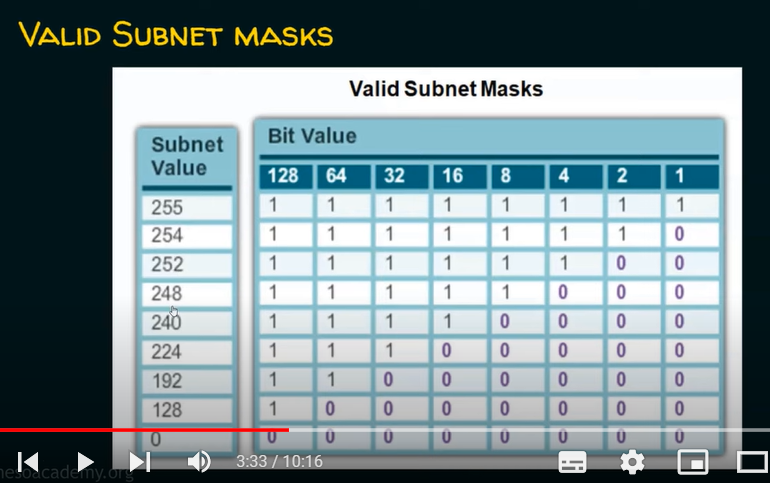 VALID SUBNET MASKS
Valid Subnet Masks
Subnet Value
Bit Value
128 64 32 16 8 4 2 1
255 1 1 1 1 1 1 1 1
254 1 1 1 1 1 1 1 0
252 1 1 1 1 1 1 0 0
248 1 1 1 1 1 0 0 0
240 1 1 1 1 0 0 0 0
224 1 1 1 0 0 0 0 0
192 1 1 0 0 0 0 0 0
128 1 0 0 0 0 0 0 0
0 0 0 0 0 0 0 0 0
3:33 / 10:16
nesoacademy.org